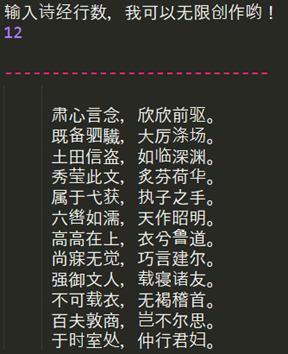 输入诗经行数，我可以无限创作哟！
12
--------------------------------
肃心言念，欣欣前驱。
既备驷驖，大厉涤场。
土田信盗，如临深渊。
秀莹此文，炙芬荷华。
属于弋获，执子之手。
六辔如濡，天作昭明。
高高在上，衣兮鲁道。
尚寐无觉，巧言建尔。
强御文人，载寝诸友。
不可载衣，无褐稽首。
百夫敦商，岂不尔思。
于时室处，仲行君妇。